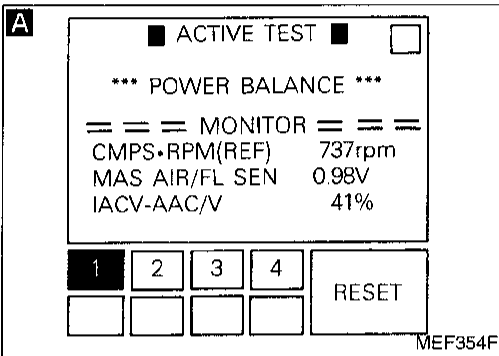 A
■ ACTIVE TEST ■
*** POWER BALANCE ***
= = = MONITOR = = =
CMPS•RPM(REF) 737rpm
MAS AIR/FL SEN 0.98V
IACV-AAC/V 41%
1 2 3 4
RESET
MEF354F